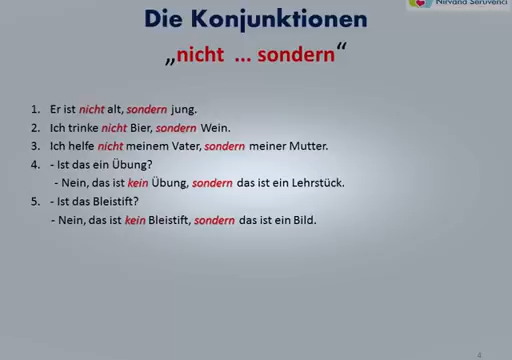 Nirvana Serüvenci
Die Konjunktionen
„nicht ... sondern“
1. Er ist nicht alt, sondern jung.
2. Ich trinke nicht Bier, sondern Wein.
3. Ich helfe nicht meinem Vater, sondern meiner Mutter.
4. - Ist das ein Übung?
- Nein, das ist kein Übung, sondern das ist ein Lehrstück.
5. - Ist das Bleistift?
- Nein, das ist kein Bleistift, sondern das ist ein Bild.
4